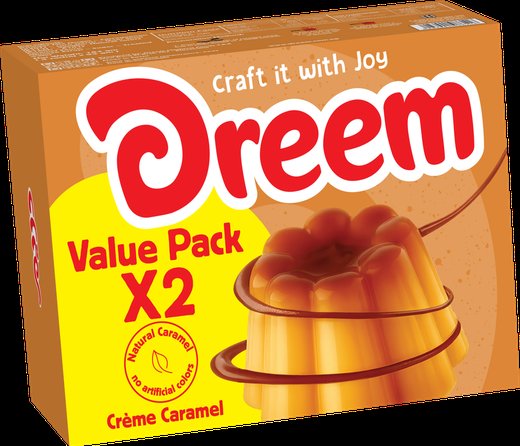 Craft it with Joy
Dreem
Value Pack
X2
Natural Caramel
no artificial colors
Crème Caramel